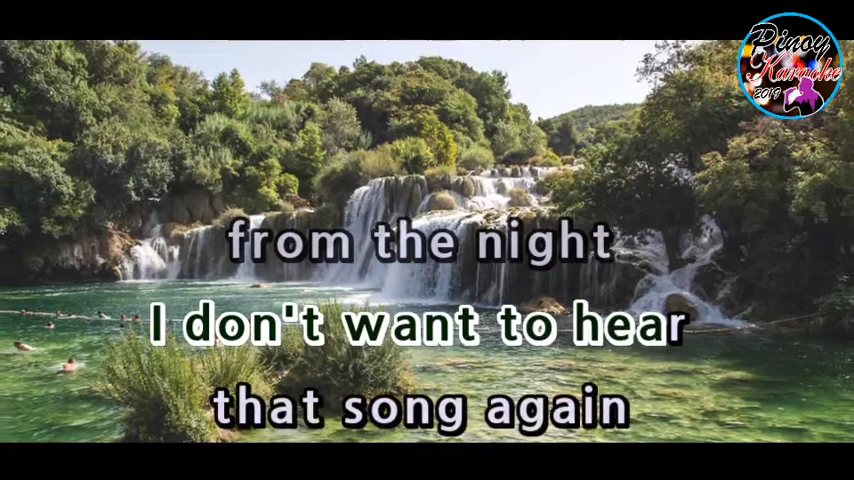 Pinoy
Karaoke
2019
from the night
I don't want to hear
that song again